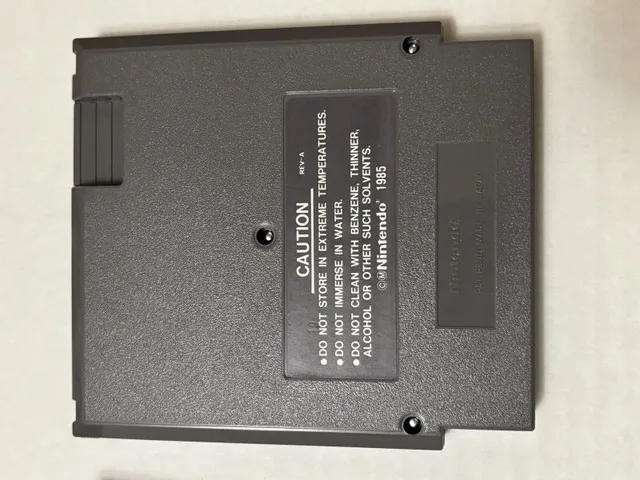 CAUTION
REV-A
•DO NOT STORE IN EXTREME TEMPERATURES.
•DO NOT IMMERSE IN WATER.
•DO NOT CLEAN WITH BENZENE, THINNER,
ALCOHOL OR OTHER SUCH SOLVENTS.
©Ⓜ Nintendo® 1985
Nintendo